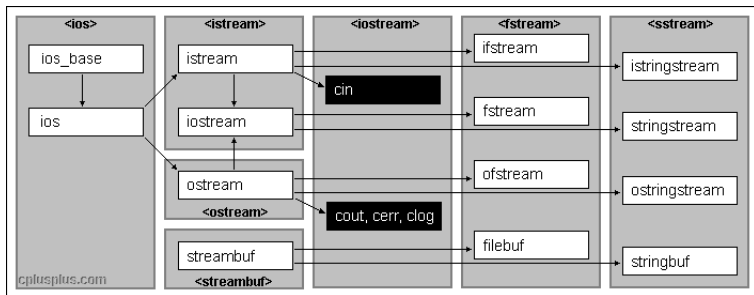 <ios>
ios_base
ios
<istream>
istream
iostream
ostream
<ostream>
streambuf
<streambuf>
<iostream>
cin
cout, cerr, clog
<fstream>
ifstream
fstream
ofstream
filebuf
<sstream>
istringstream
stringstream
ostringstream
stringbuf
cplusplus.com